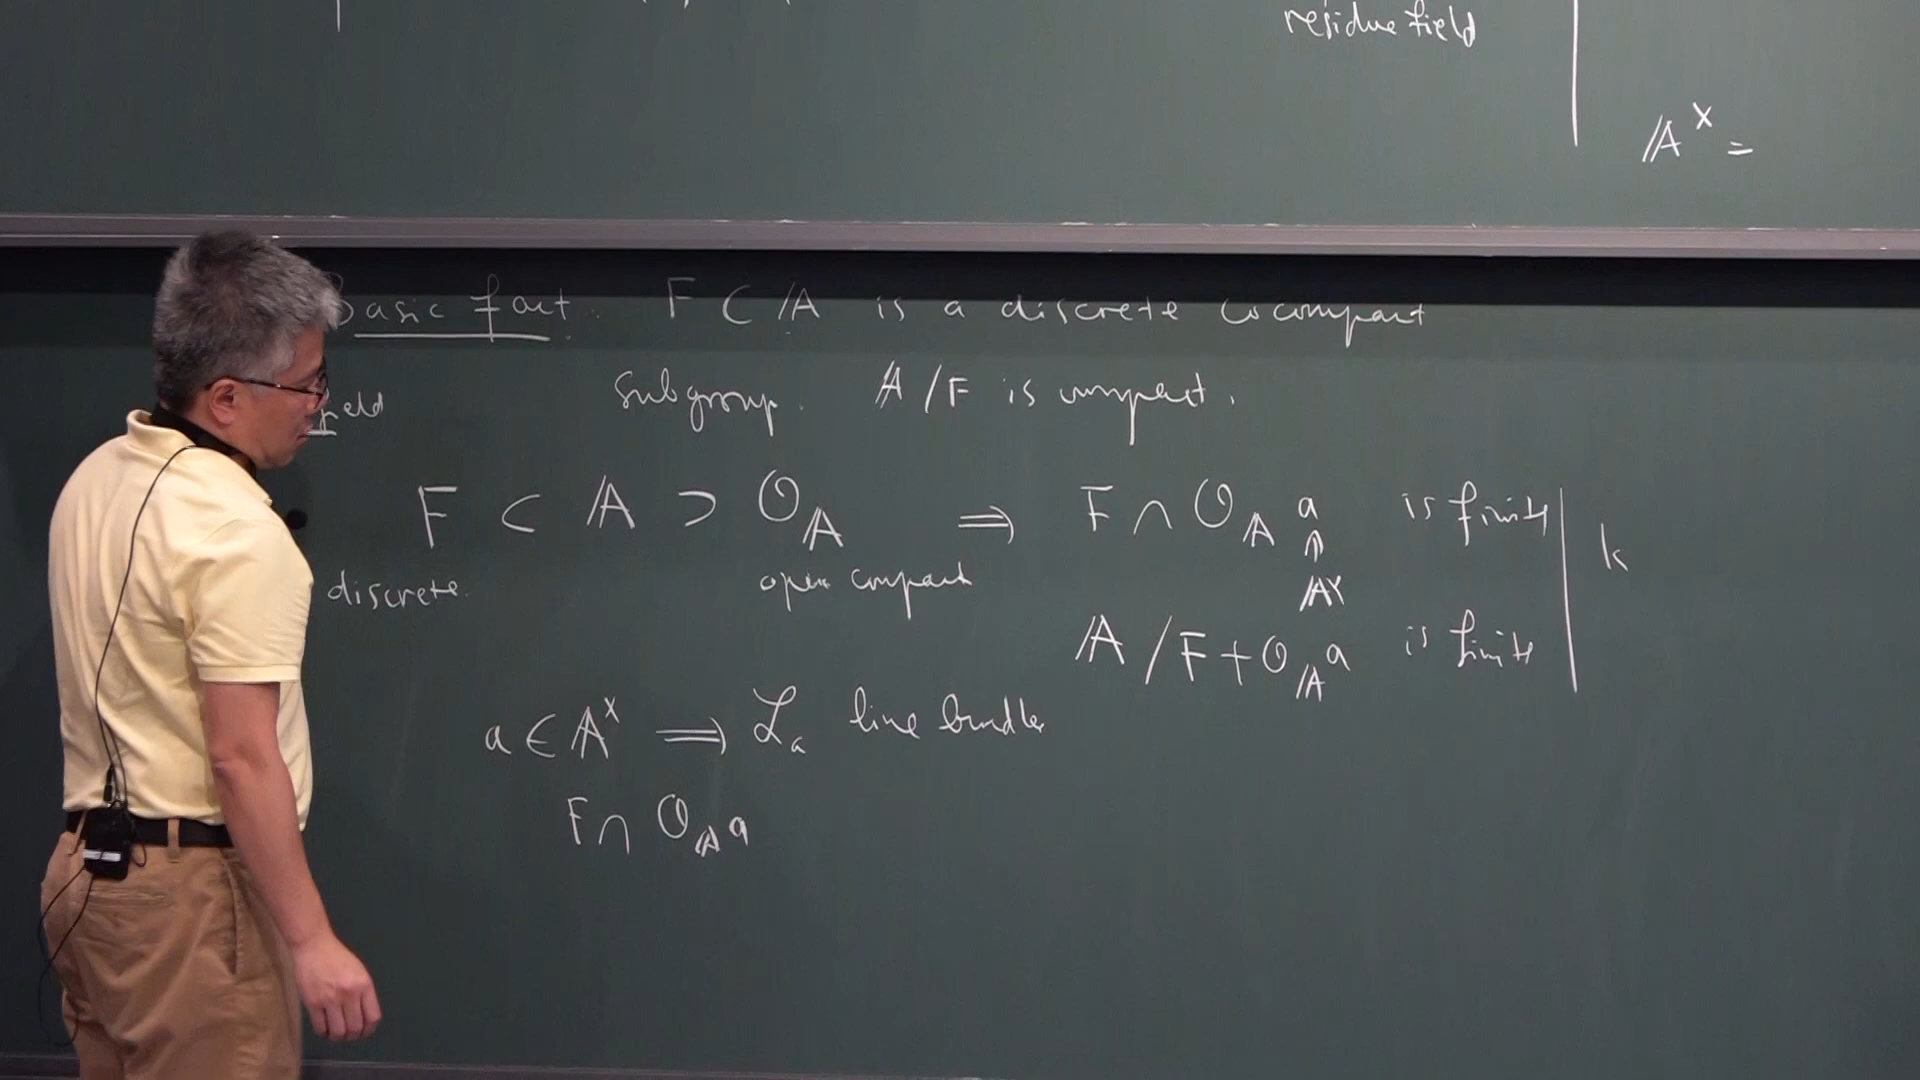 residue field
𝔸^× =
Basic fact. F ⊂ 𝔸 is a discrete cocompact
subgroup. 𝔸/F is compact.
field
F ⊂ 𝔸 ⊃ O_𝔸 ⟹ F ∩ O_𝔸 a is finite | k
discrete. open compact ∈ 𝔸^×
𝔸/F+O_𝔸 a is finite
a ∈ 𝔸^× ⟹ ℒ_a line bundle
F ∩ O_𝔸 a